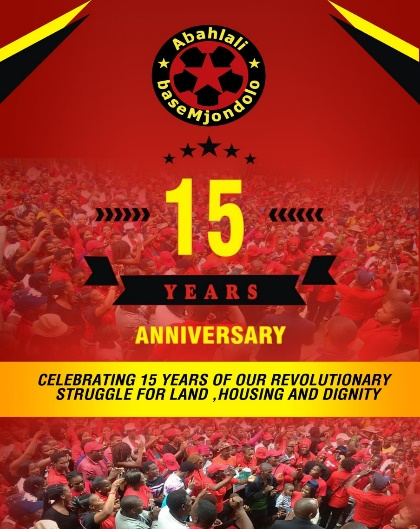 Abahlali
baseMjondolo
15
YEARS
ANNIVERSARY
CELEBRATING 15 YEARS OF OUR REVOLUTIONARY
STRUGGLE FOR LAND ,HOUSING AND DIGNITY